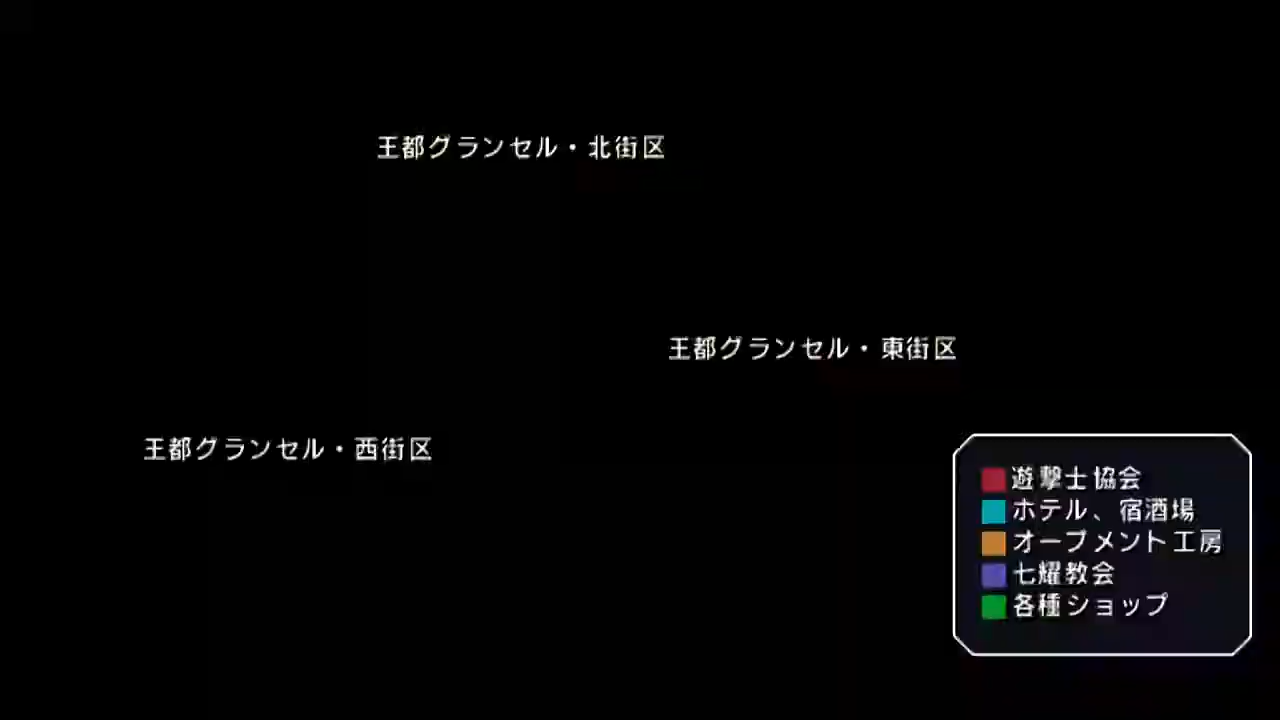 王都グランセル・北街区
王都グランセル・東街区
王都グランセル・西街区
遊撃士協会
ホテル、宿酒場
オーブメント工房
七耀教会
各種ショップ